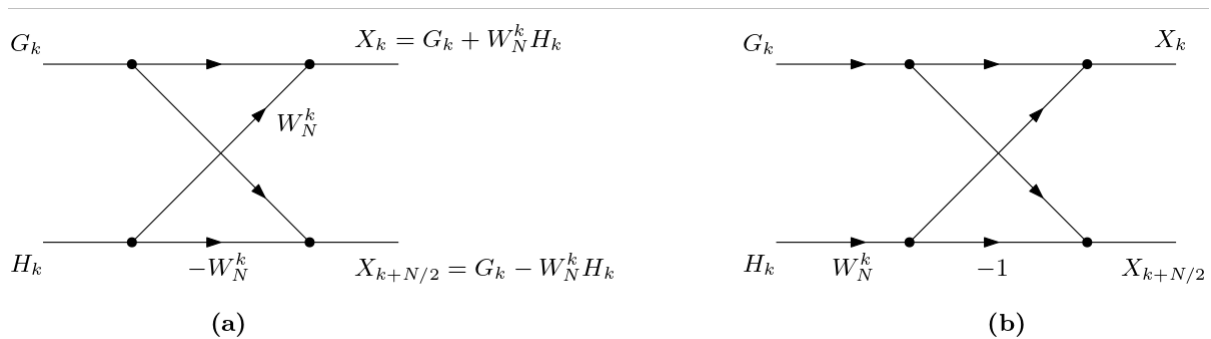 G_k
X_k = G_k + W_N^k H_k
W_N^k
H_k
-W_N^k
X_{k+N/2} = G_k - W_N^k H_k
(a)
G_k
X_k
H_k
W_N^k
-1
X_{k+N/2}
(b)